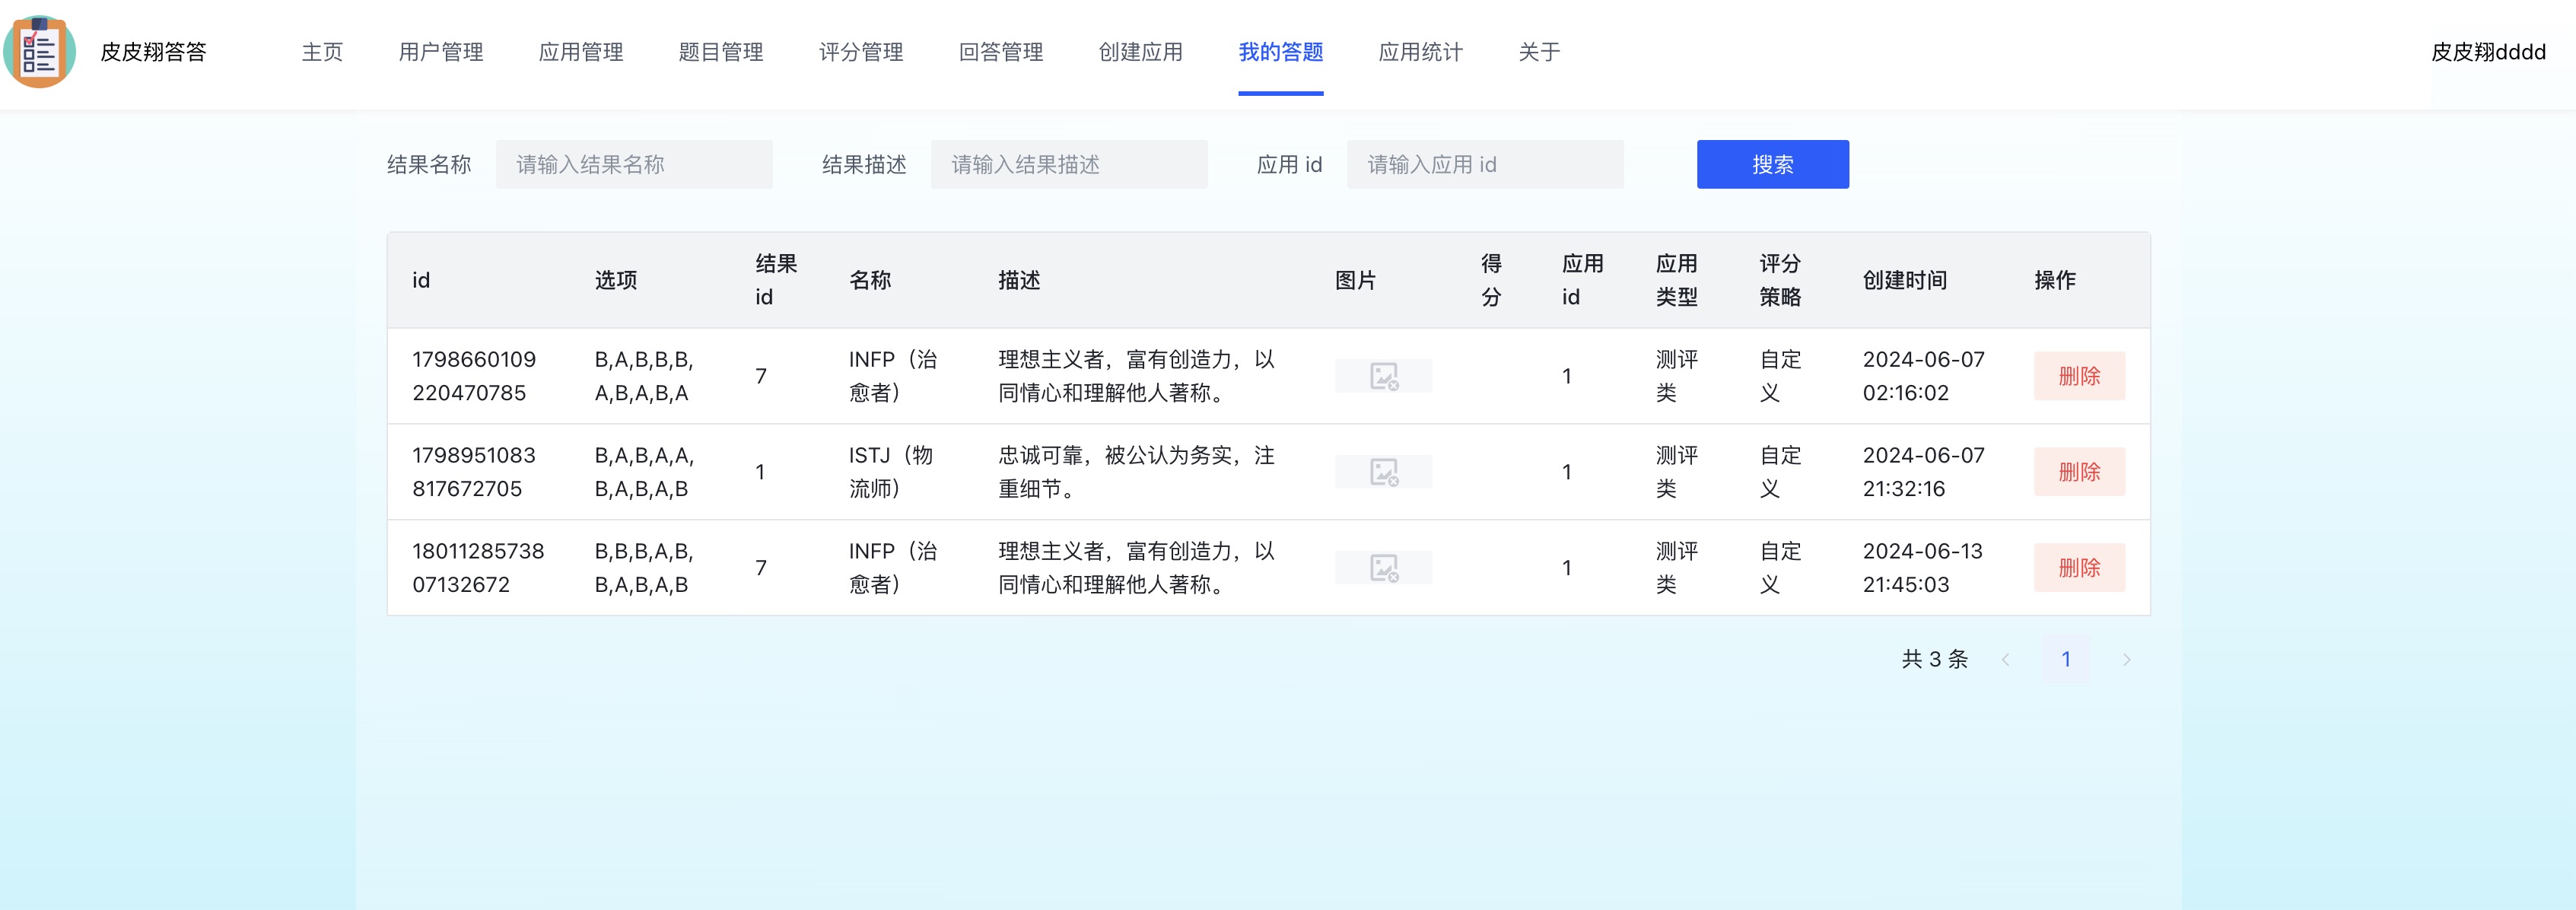 皮皮翔答答 主页 用户管理 应用管理 题目管理 评分管理 回答管理 创建应用 我的答题 应用统计 关于 皮皮翔dddd
结果名称 请输入结果名称 结果描述 请输入结果描述 应用 id 请输入应用 id 搜索
id 选项 结果 id 名称 描述 图片 得分 应用 id 应用类型 评分策略 创建时间 操作
1798660109 B,A,B,B,B, 7 INFP（治 理想主义者，富有创造力，以 1 测评 自定 2024-06-07 删除
220470785 A,B,A,B,A 愈者） 同情心和理解他人著称。 类 义 02:16:02
1798951083 B,A,B,A,A, 1 ISTJ（物 忠诚可靠，被公认为务实，注 1 测评 自定 2024-06-07 删除
817672705 B,A,B,A,B 流师） 重细节。 类 义 21:32:16
18011285738 B,B,B,A,B, 7 INFP（治 理想主义者，富有创造力，以 1 测评 自定 2024-06-13 删除
07132672 B,A,B,A,B 愈者） 同情心和理解他人著称。 类 义 21:45:03
共 3 条 1